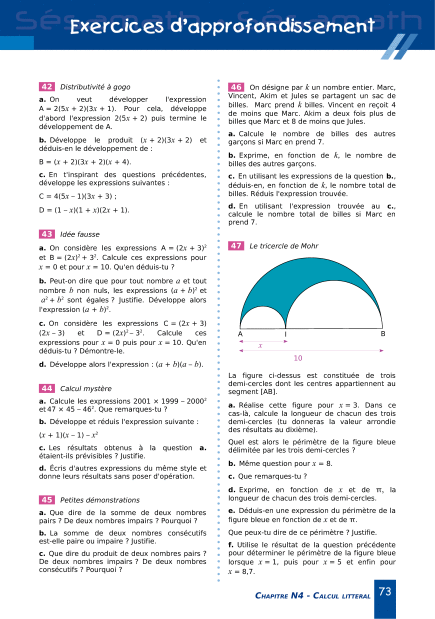 Exercices d'approfondissement
42 Distributivité à gogo
a. On veut développer l'expression
A = 2(5x + 2)(3x + 1). Pour cela, développe
d'abord l'expression 2(5x + 2) puis termine le
développement de A.
b. Développe le produit (x + 2)(3x + 2) et
déduis-en le développement de :
B = (x + 2)(3x + 2)(x + 4).
c. En t'inspirant des questions précédentes,
développe les expressions suivantes :
C = 4(5x – 1)(3x + 3) ;
D = (1 – x)(1 + x)(2x + 1).
43 Idée fausse
a. On considère les expressions A = (2x + 3)²
et B = (2x)² + 3². Calcule ces expressions pour
x = 0 et pour x = 10. Qu'en déduis-tu ?
b. Peut-on dire que pour tout nombre a et tout
nombre b non nuls, les expressions (a + b)² et
a² + b² sont égales ? Justifie. Développe alors
l'expression (a + b)².
c. On considère les expressions C = (2x + 3)
(2x – 3) et D = (2x)² – 3². Calcule ces
expressions pour x = 0 puis pour x = 10. Qu'en
déduis-tu ? Démontre-le.
d. Développe alors l'expression : (a + b)(a – b).
44 Calcul mystère
a. Calcule les expressions 2001 × 1999 – 2000²
et 47 × 45 – 46². Que remarques-tu ?
b. Développe et réduis l'expression suivante :
(x + 1)(x – 1) – x²
c. Les résultats obtenus à la question a.
étaient-ils prévisibles ? Justifie.
d. Écris d'autres expressions du même style et
donne leurs résultats sans poser d'opération.
45 Petites démonstrations
a. Que dire de la somme de deux nombres
pairs ? De deux nombres impairs ? Pourquoi ?
b. La somme de deux nombres consécutifs
est-elle paire ou impaire ? Justifie.
c. Que dire du produit de deux nombres pairs ?
De deux nombres impairs ? De deux nombres
consécutifs ? Pourquoi ?
46 On désigne par k un nombre entier. Marc,
Vincent, Akim et Jules se partagent un sac de
billes. Marc prend k billes. Vincent en reçoit 4
de moins que Marc. Akim a deux fois plus de
billes que Marc et 8 de moins que Jules.
a. Calcule le nombre de billes des autres
garçons si Marc en prend 7.
b. Exprime, en fonction de k, le nombre de
billes des autres garçons.
c. En utilisant les expressions de la question b.,
déduis-en, en fonction de k, le nombre total de
billes. Réduis l'expression trouvée.
d. En utilisant l'expression trouvée au c.,
calcule le nombre total de billes si Marc en
prend 7.
47 Le tricercle de Mohr
A I B
x
10
La figure ci-dessus est constituée de trois
demi-cercles dont les centres appartiennent au
segment [AB].
a. Réalise cette figure pour x = 3. Dans ce
cas-là, calcule la longueur de chacun des trois
demi-cercles (tu donneras la valeur arrondie
des résultats au dixième).
Quel est alors le périmètre de la figure bleue
délimitée par les trois demi-cercles ?
b. Même question pour x = 8.
c. Que remarques-tu ?
d. Exprime, en fonction de x et de π, la
longueur de chacun des trois demi-cercles.
e. Déduis-en une expression du périmètre de la
figure bleue en fonction de x et de π.
Que peux-tu dire de ce périmètre ? Justifie.
f. Utilise le résultat de la question précédente
pour déterminer le périmètre de la figure bleue
lorsque x = 1, puis pour x = 5 et enfin pour
x = 8,7.
CHAPITRE N4 – CALCUL LITTERAL 73